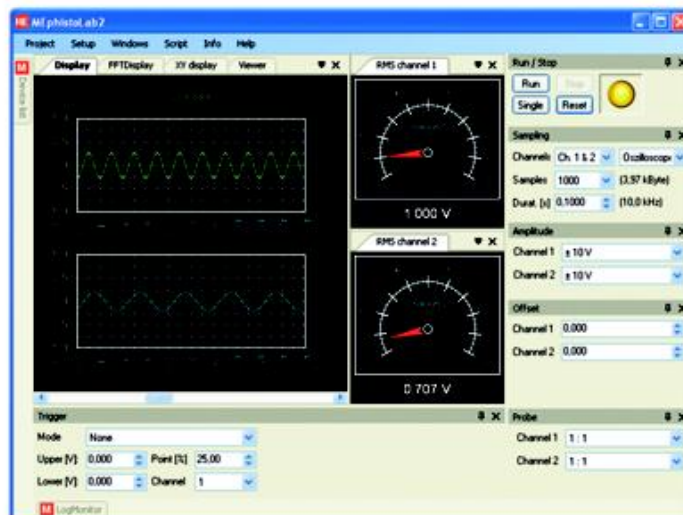 MEphistoLab2
Project Setup Windows Script Info Help
Device list
Display FFTDisplay XY display Viewer
RMS channel 1
1.000 V
RMS channel 2
0.707 V
Run / Stop
Run Stop
Single Reset
Sampling
Channels Ch. 1 & 2 Oszilloscope
Samples 1000 (3,97 kByte)
Durat. [s] 0,1000 (10,0 kHz)
Amplitude
Channel 1 ± 10 V
Channel 2 ± 10 V
Offset
Channel 1 0,000
Channel 2 0,000
Trigger
Mode None
Upper [V] 0,000 Point [%] 25,00
Lower [V] 0,000 Channel 1
Probe
Channel 1 1 : 1
Channel 2 1 : 1
LogMonitor